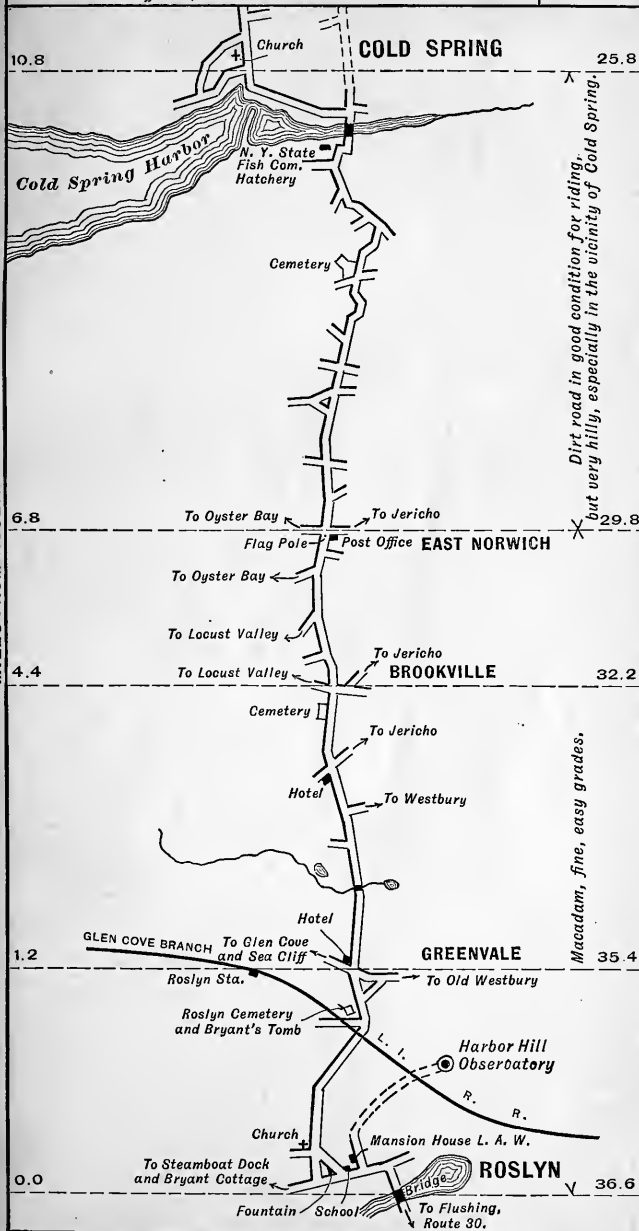 Church
COLD SPRING
10.8
25.8
Cold Spring Harbor
N. Y. State
Fish Com.
Hatchery
Cemetery
Dirt road in good condition for riding,
but very hilly, especially in the vicinity of Cold Spring.
To Oyster Bay
To Jericho
6.8
29.8
Flag Pole
Post Office
EAST NORWICH
To Oyster Bay
To Locust Valley
To Jericho
To Locust Valley
BROOKVILLE
4.4
32.2
Cemetery
To Jericho
Hotel
To Westbury
Macadam, fine, easy grades.
Hotel
GLEN COVE BRANCH
To Glen Cove
and Sea Cliff
GREENVALE
1.2
35.4
Roslyn Sta.
To Old Westbury
Roslyn Cemetery
and Bryant's Tomb
L. I. R. R.
Harbor Hill
Observatory
Church
Mansion House L. A. W.
To Steamboat Dock
and Bryant Cottage
ROSLYN
0.0
Bridge
36.6
Fountain
School
To Flushing,
Route 30.